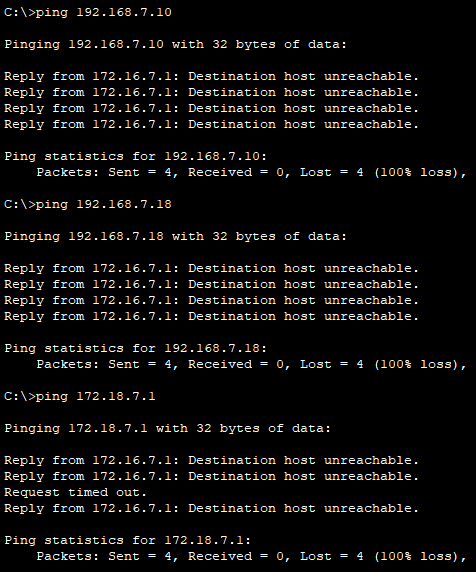 C:\>ping 192.168.7.10
Pinging 192.168.7.10 with 32 bytes of data:
Reply from 172.16.7.1: Destination host unreachable.
Reply from 172.16.7.1: Destination host unreachable.
Reply from 172.16.7.1: Destination host unreachable.
Reply from 172.16.7.1: Destination host unreachable.
Ping statistics for 192.168.7.10:
    Packets: Sent = 4, Received = 0, Lost = 4 (100% loss),
C:\>ping 192.168.7.18
Pinging 192.168.7.18 with 32 bytes of data:
Reply from 172.16.7.1: Destination host unreachable.
Reply from 172.16.7.1: Destination host unreachable.
Reply from 172.16.7.1: Destination host unreachable.
Reply from 172.16.7.1: Destination host unreachable.
Ping statistics for 192.168.7.18:
    Packets: Sent = 4, Received = 0, Lost = 4 (100% loss),
C:\>ping 172.18.7.1
Pinging 172.18.7.1 with 32 bytes of data:
Reply from 172.16.7.1: Destination host unreachable.
Reply from 172.16.7.1: Destination host unreachable.
Request timed out.
Reply from 172.16.7.1: Destination host unreachable.
Ping statistics for 172.18.7.1:
    Packets: Sent = 4, Received = 0, Lost = 4 (100% loss),